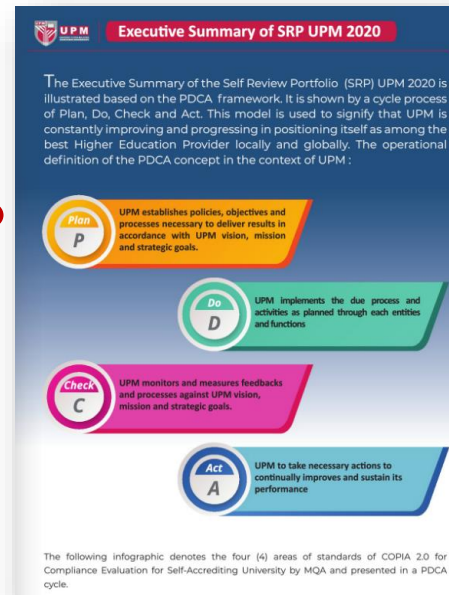 UPM
Executive Summary of SRP UPM 2020
The Executive Summary of the Self Review Portfolio (SRP) UPM 2020 is
illustrated based on the PDCA framework. It is shown by a cycle process
of Plan, Do, Check and Act. This model is used to signify that UPM is
constantly improving and progressing in positioning itself as among the
best Higher Education Provider locally and globally. The operational
definition of the PDCA concept in the context of UPM :
Plan
P
UPM establishes policies, objectives and
processes necessary to deliver results in
accordance with UPM vision, mission
and strategic goals.
Do
D
UPM implements the due process and
activities as planned through each entities
and functions
Check
C
UPM monitors and measures feedbacks
and processes against UPM vision,
mission and strategic goals.
Act
A
UPM to take necessary actions to
continually improves and sustain its
performance
The following infographic denotes the four (4) areas of standards of COPIA 2.0 for
Compliance Evaluation for Self-Accrediting University by MQA and presented in a PDCA
cycle.